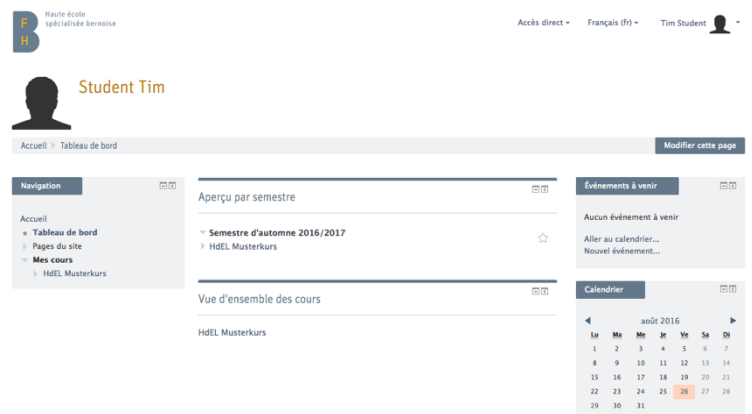 F
B
H
Haute école
spécialisée bernoise
Accès direct
Français (fr)
Tim Student
Student Tim
Accueil
Tableau de bord
Modifier cette page
Navigation
Accueil
Tableau de bord
Pages du site
Mes cours
HdEL Musterkurs
Aperçu par semestre
Semestre d'automne 2016/2017
HdEL Musterkurs
Vue d'ensemble des cours
HdEL Musterkurs
Événements à venir
Aucun événement à venir
Aller au calendrier...
Nouvel événement...
Calendrier
août 2016
Lu Ma Me Je Ve Sa Di
1 2 3 4 5 6 7
8 9 10 11 12 13 14
15 16 17 18 19 20 21
22 23 24 25 26 27 28
29 30 31